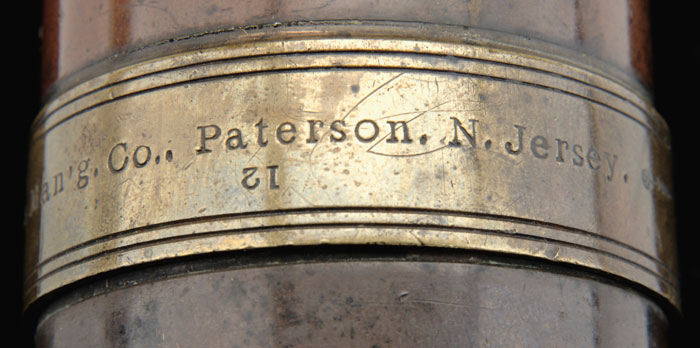 Man'g. Co., Paterson. N. Jersey.
12